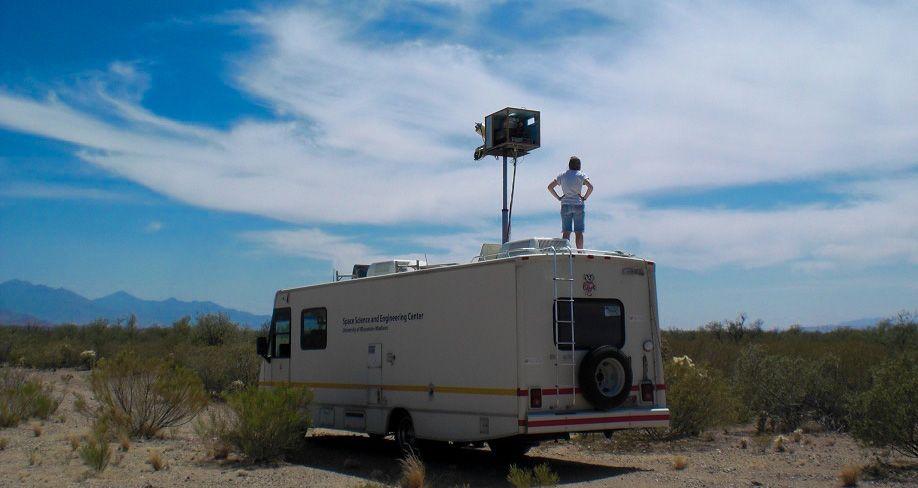 Space Science and Engineering Center
University of Wisconsin-Madison